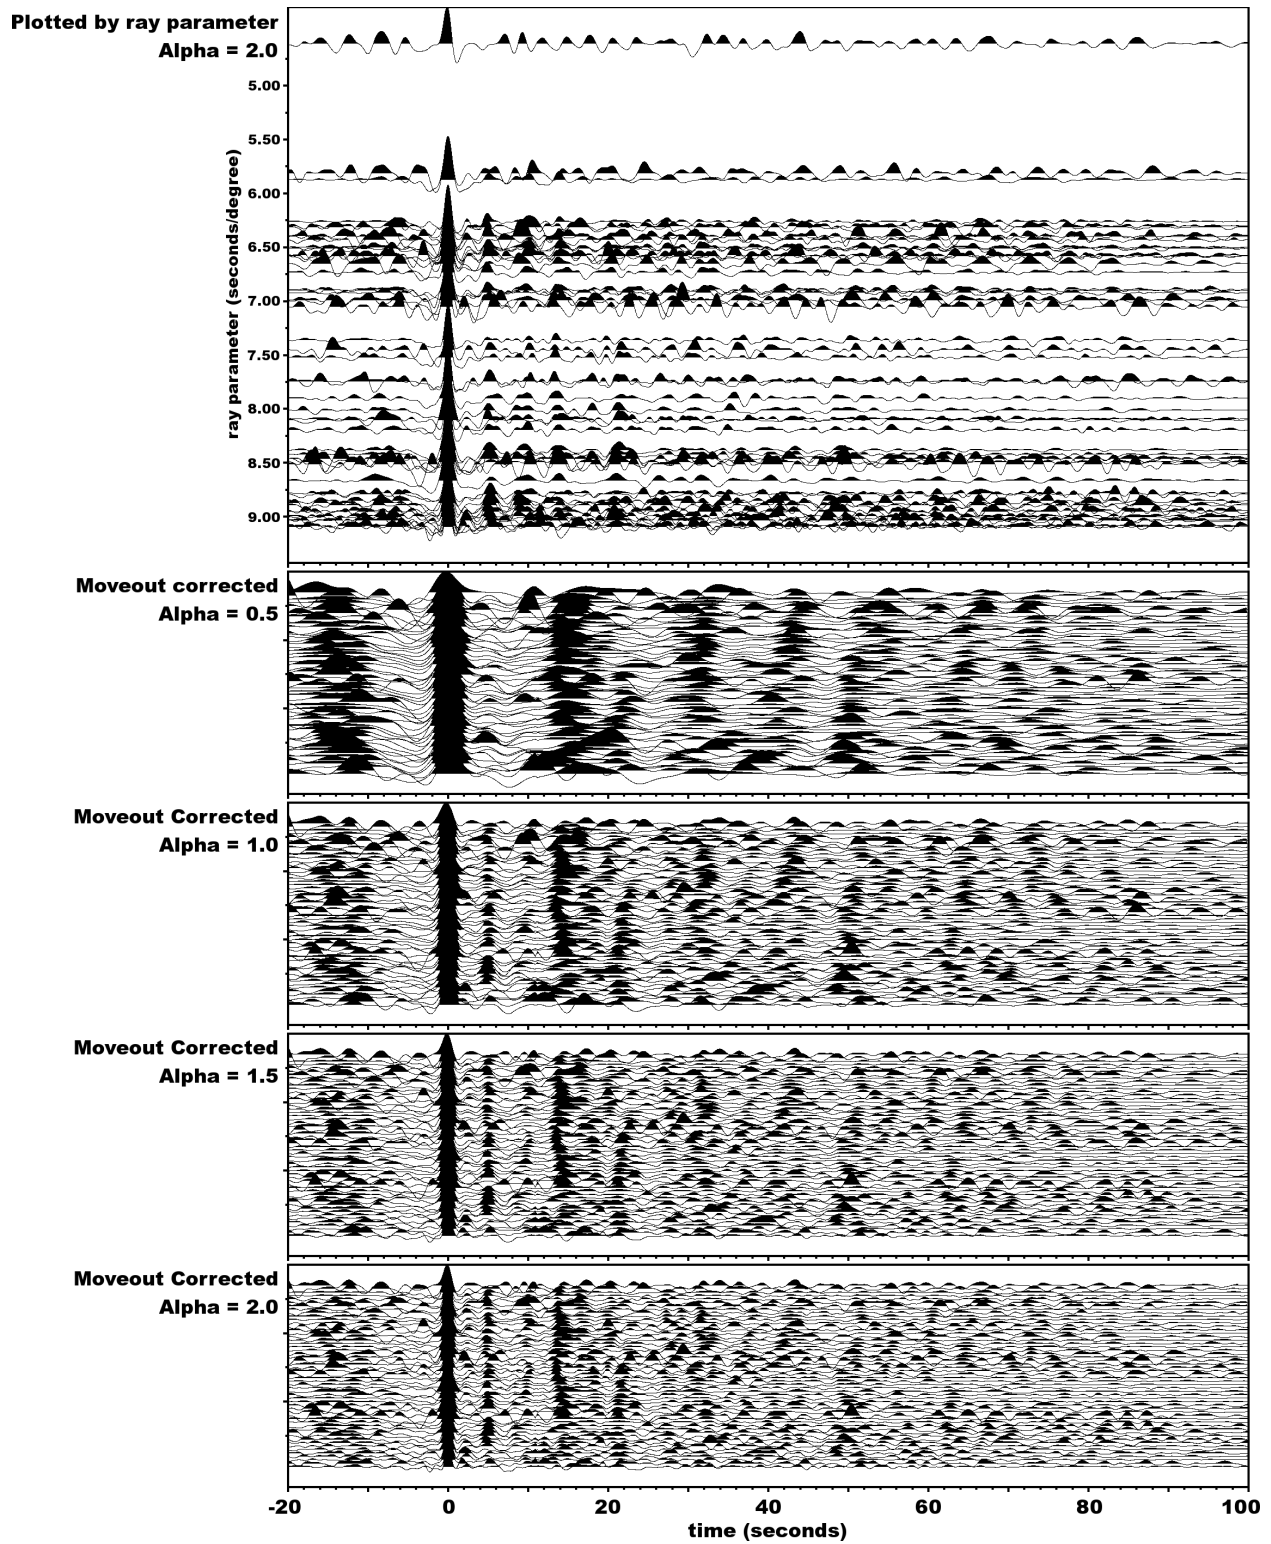 Plotted by ray parameter
Alpha = 2.0
5.00
5.50
6.00
6.50
7.00
7.50
8.00
8.50
9.00
ray parameter (seconds/degree)
Moveout corrected
Alpha = 0.5
Moveout Corrected
Alpha = 1.0
Moveout Corrected
Alpha = 1.5
Moveout Corrected
Alpha = 2.0
-20 0 20 40 60 80 100
time (seconds)